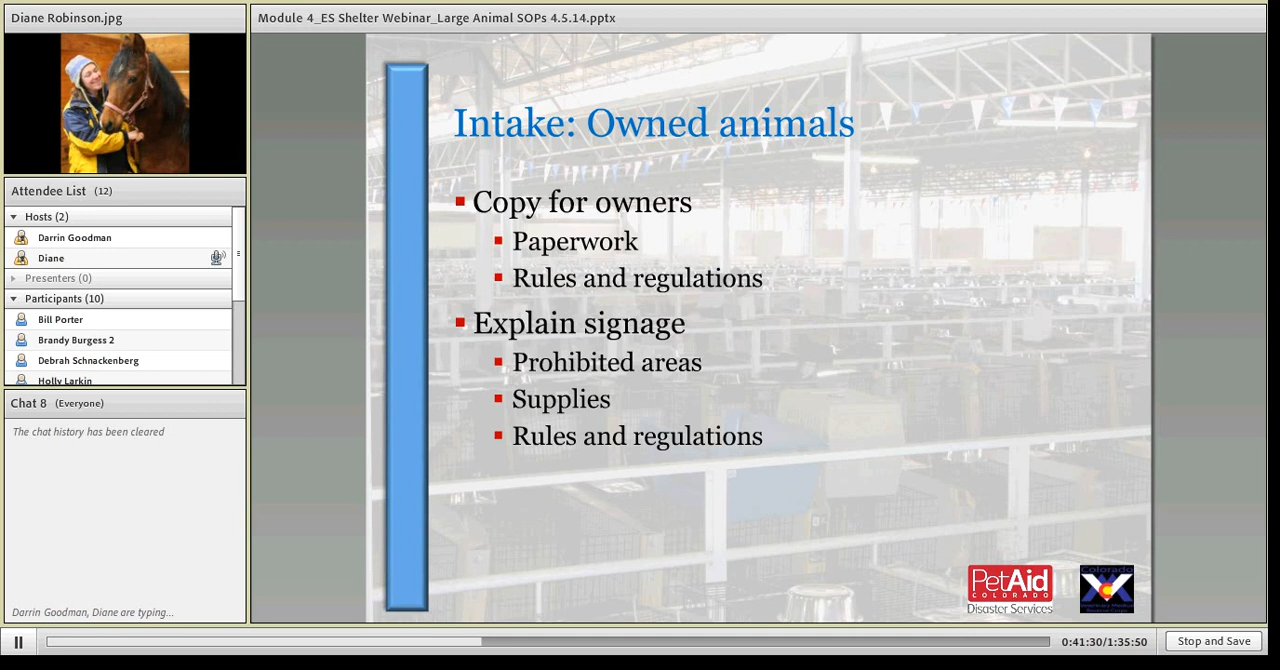 Diane Robinson.jpg
Module 4_ES Shelter Webinar_Large Animal SOPs 4.5.14.pptx
Attendee List (12)
Hosts (2)
Darrin Goodman
Diane
Presenters (0)
Participants (10)
Bill Porter
Brandy Burgess 2
Debrah Schnackenberg
Holly Larkin
Chat 8 (Everyone)
The chat history has been cleared
Darrin Goodman, Diane are typing...
Intake: Owned animals
Copy for owners
Paperwork
Rules and regulations
Explain signage
Prohibited areas
Supplies
Rules and regulations
PetAid
COLORADO
Disaster Services
Colorado
0:41:30/1:35:50
Stop and Save